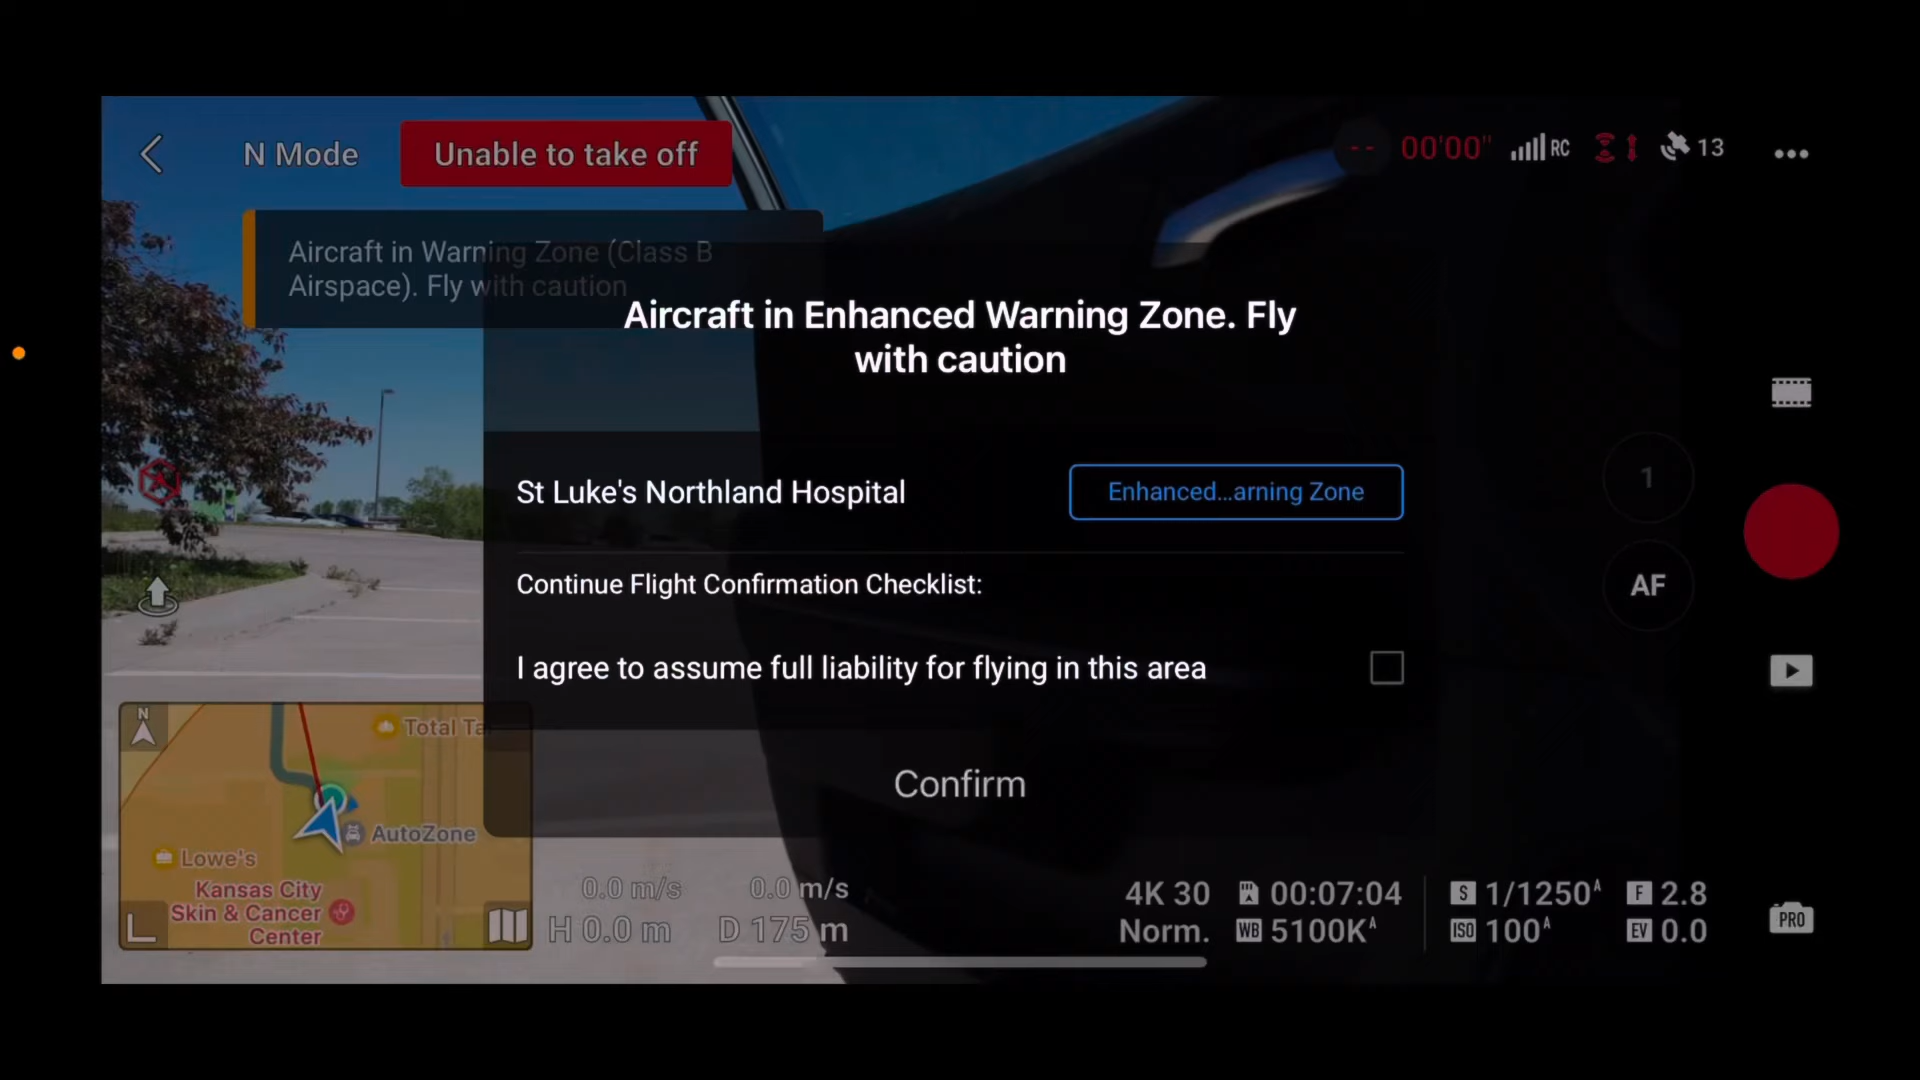 N Mode
Unable to take off
-- 00'00" RC 13
Aircraft in Warning Zone (Class B
Airspace). Fly with caution
Aircraft in Enhanced Warning Zone. Fly
with caution
St Luke's Northland Hospital
Enhanced...arning Zone
Continue Flight Confirmation Checklist:
I agree to assume full liability for flying in this area
Confirm
1
AF
N
Total Ta
AutoZone
Lowe's
Kansas City
Skin & Cancer
Center
0.0 m/s 0.0 m/s
H 0.0 m D 175 m
4K 30 00:07:04 S 1/1250 A F 2.8
Norm. WB 5100K A ISO 100 A EV 0.0
PRO